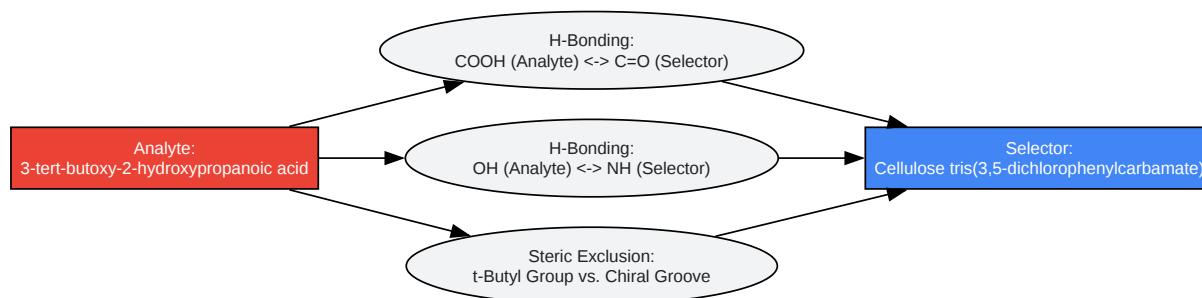 H-Bonding:
COOH (Analyte) <-> C=O (Selector)
Analyte:
3-tert-butoxy-2-hydroxypropanoic acid
H-Bonding:
OH (Analyte) <-> NH (Selector)
Selector:
Cellulose tris(3,5-dichlorophenylcarbamate)
Steric Exclusion:
t-Butyl Group vs. Chiral Groove